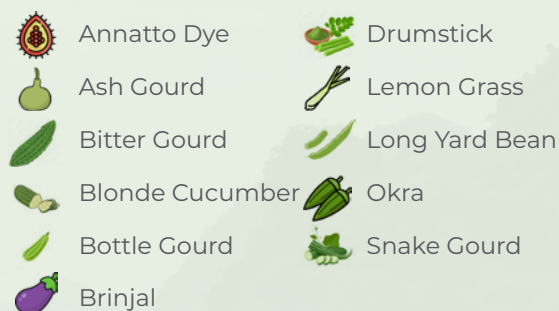 Annatto Dye
Ash Gourd
Bitter Gourd
Blonde Cucumber
Bottle Gourd
Brinjal
Drumstick
Lemon Grass
Long Yard Bean
Okra
Snake Gourd